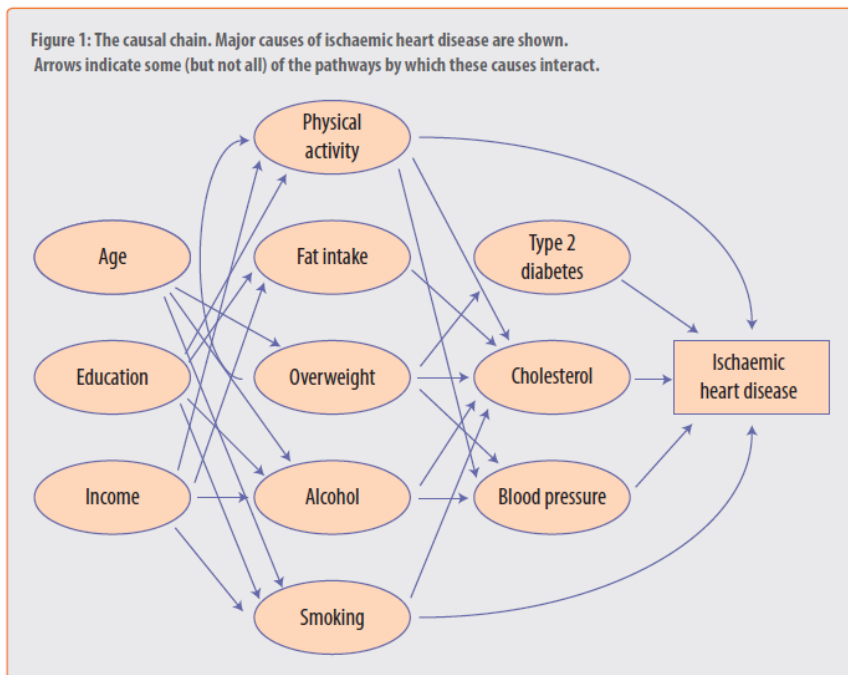 Figure 1: The causal chain. Major causes of ischaemic heart disease are shown.
Arrows indicate some (but not all) of the pathways by which these causes interact.
Physical
activity
Age
Fat intake
Type 2
diabetes
Education
Overweight
Cholesterol
Ischaemic
heart disease
Income
Alcohol
Blood pressure
Smoking